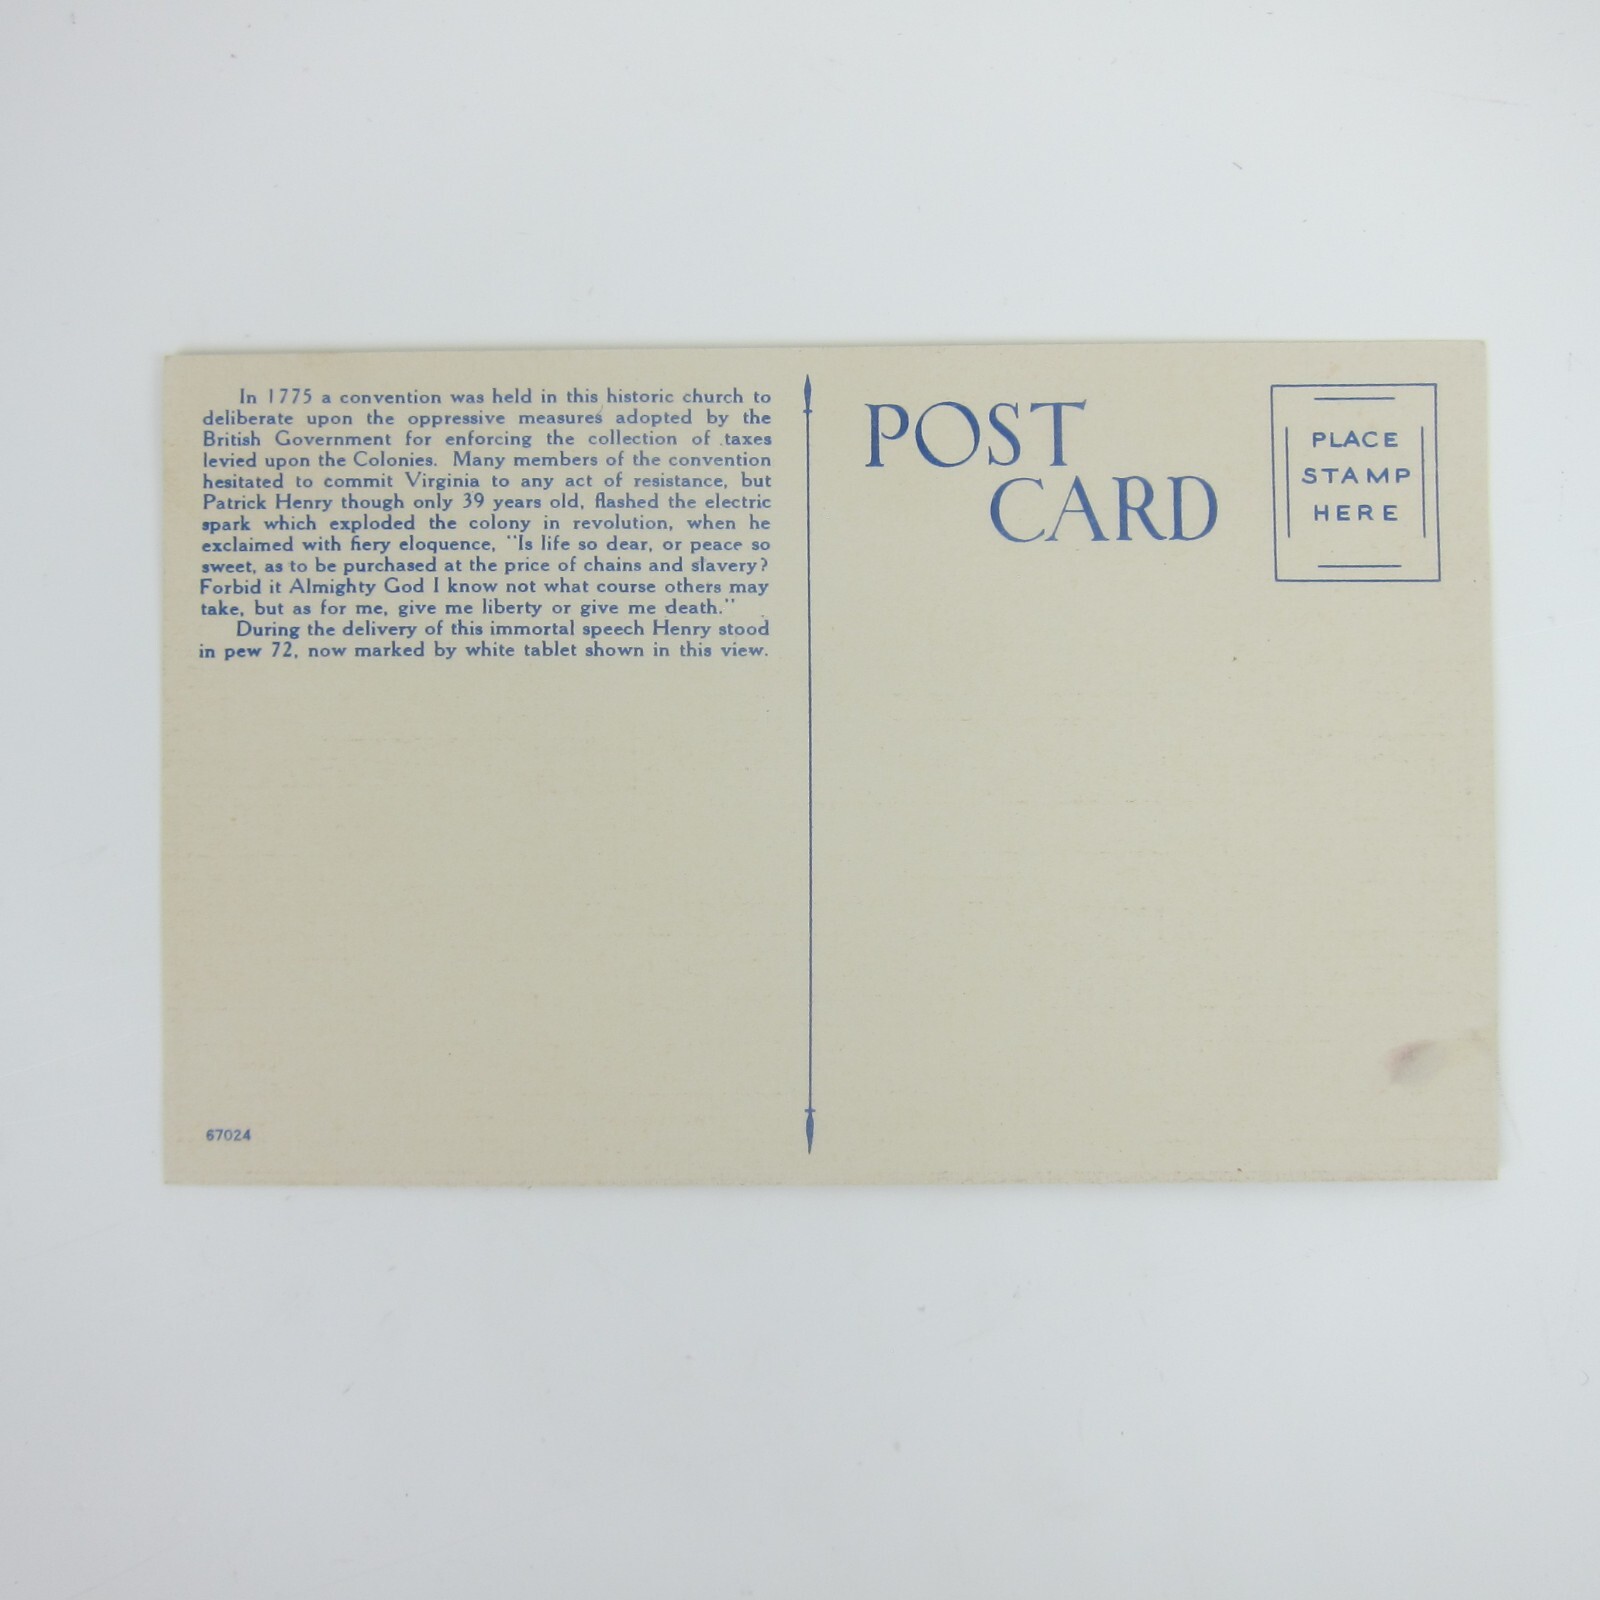 In 1775 a convention was held in this historic church to
deliberate upon the oppressive measures adopted by the
British Government for enforcing the collection of taxes
levied upon the Colonies. Many members of the convention
hesitated to commit Virginia to any act of resistance, but
Patrick Henry though only 39 years old, flashed the electric
spark which exploded the colony in revolution, when he
exclaimed with fiery eloquence, "Is life so dear, or peace so
sweet, as to be purchased at the price of chains and slavery?
Forbid it Almighty God I know not what course others may
take, but as for me, give me liberty or give me death."
During the delivery of this immortal speech Henry stood
in pew 72, now marked by white tablet shown in this view.
67024
POST
CARD
PLACE
STAMP
HERE